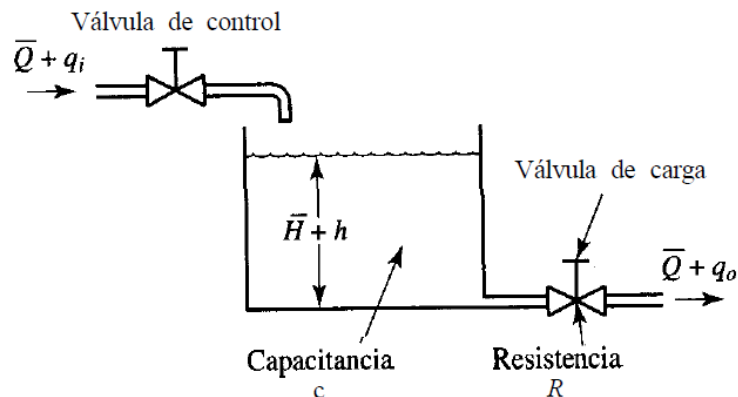 Válvula de control
Q̅ + qᵢ
Válvula de carga
H̅ + h
Q̅ + qₒ
Capacitancia
c
Resistencia
R